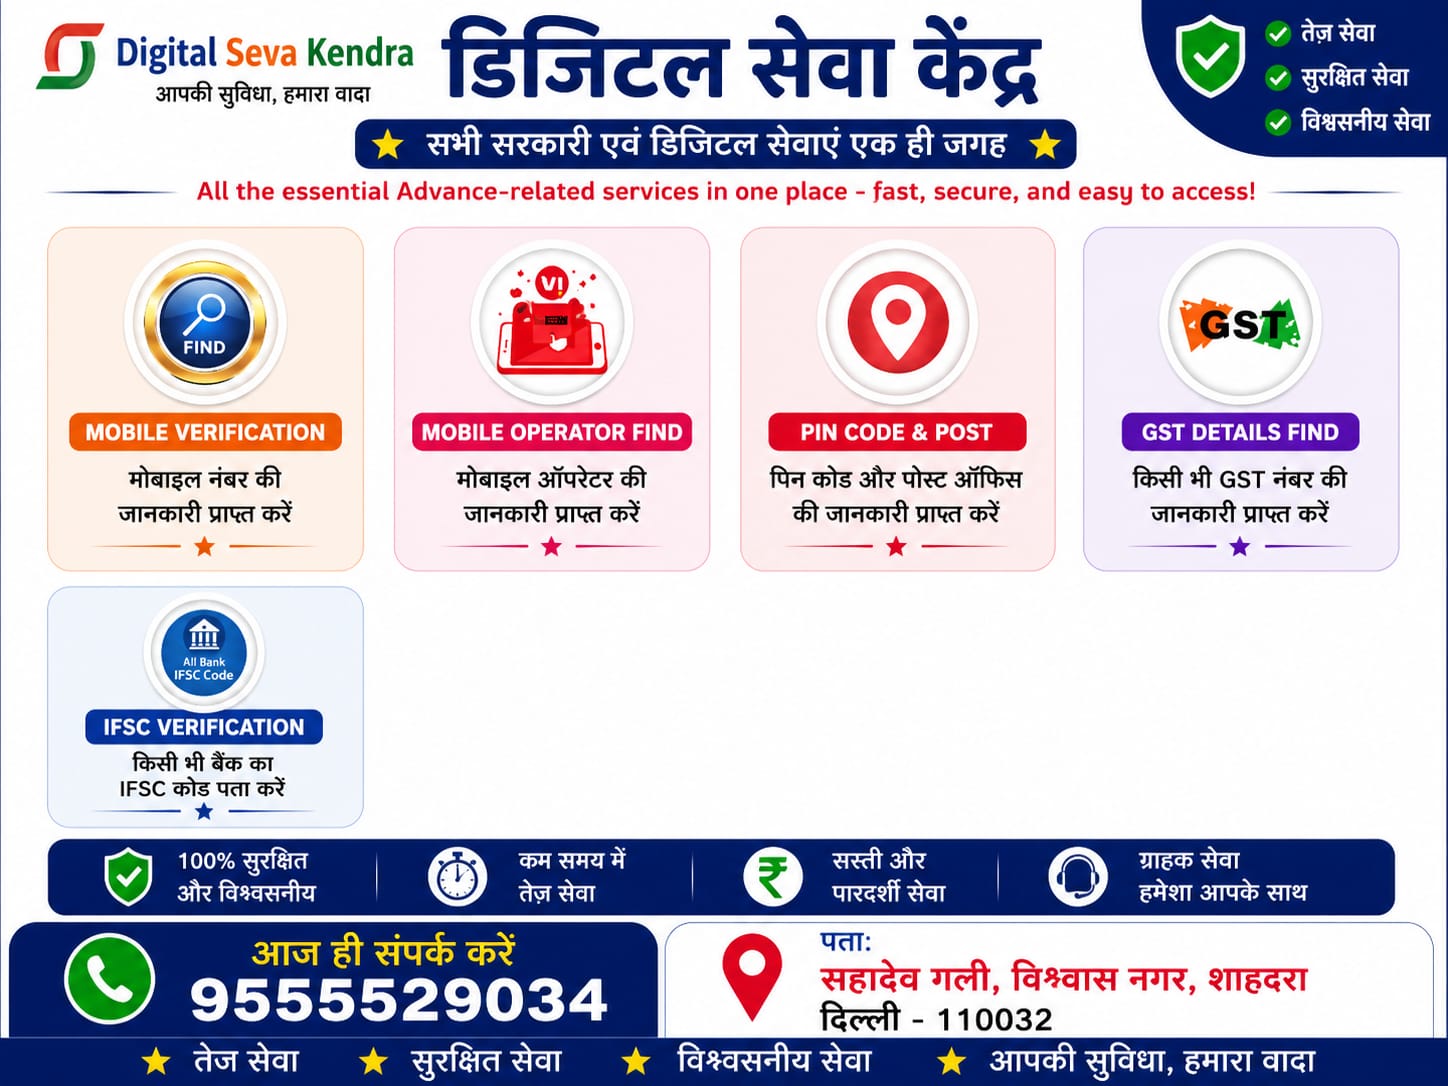 Digital Seva Kendra
आपकी सुविधा, हमारा वादा
डिजिटल सेवा केंद्र
तेज़ सेवा
सुरक्षित सेवा
विश्वसनीय सेवा
सभी सरकारी एवं डिजिटल सेवाएं एक ही जगह
All the essential Advance-related services in one place - fast, secure, and easy to access!
FIND
MOBILE VERIFICATION
मोबाइल नंबर की
जानकारी प्राप्त करें
VI
MOBILE OPERATOR FIND
मोबाइल ऑपरेटर की
जानकारी प्राप्त करें
PIN CODE & POST
पिन कोड और पोस्ट ऑफिस
की जानकारी प्राप्त करें
GST
GST DETAILS FIND
किसी भी GST नंबर की
जानकारी प्राप्त करें
All Bank
IFSC Code
IFSC VERIFICATION
किसी भी बैंक का
IFSC कोड पता करें
100% सुरक्षित
और विश्वसनीय
कम समय में
तेज़ सेवा
सस्ती और
पारदर्शी सेवा
ग्राहक सेवा
हमेशा आपके साथ
आज ही संपर्क करें
9555529034
पता:
सहादेव गली, विश्वास नगर, शाहदरा
दिल्ली - 110032
तेज सेवा
सुरक्षित सेवा
विश्वसनीय सेवा
आपकी सुविधा, हमारा वादा